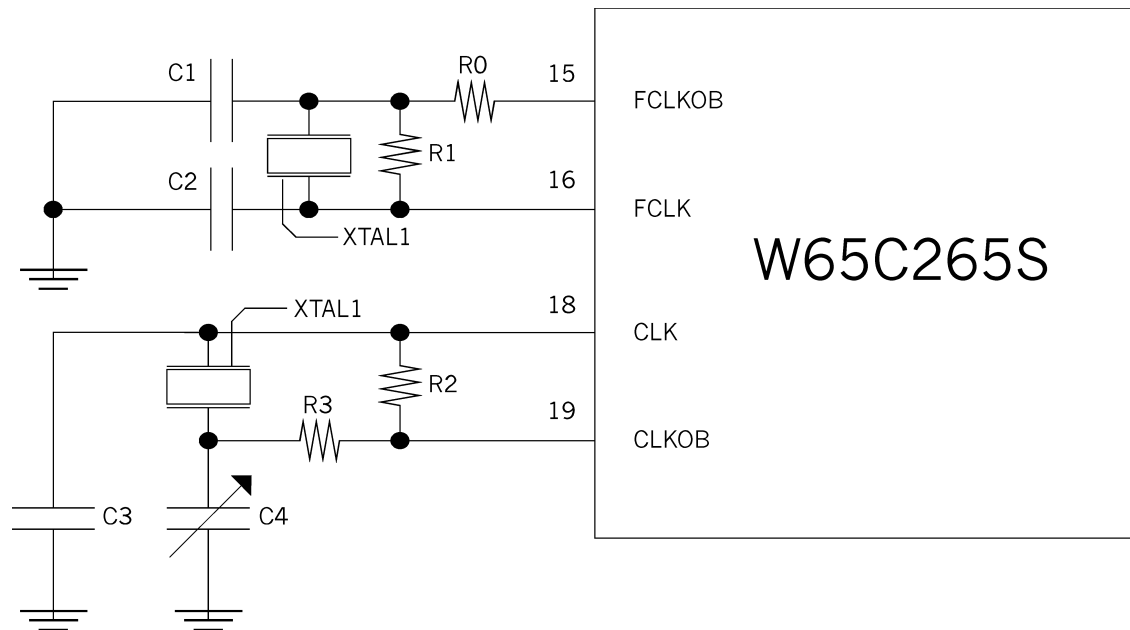 R0
15
C1
FCLKOB
R1
C2
16
FCLK
XTAL1
W65C265S
18
XTAL1
CLK
R2
R3
19
CLKOB
C3
C4